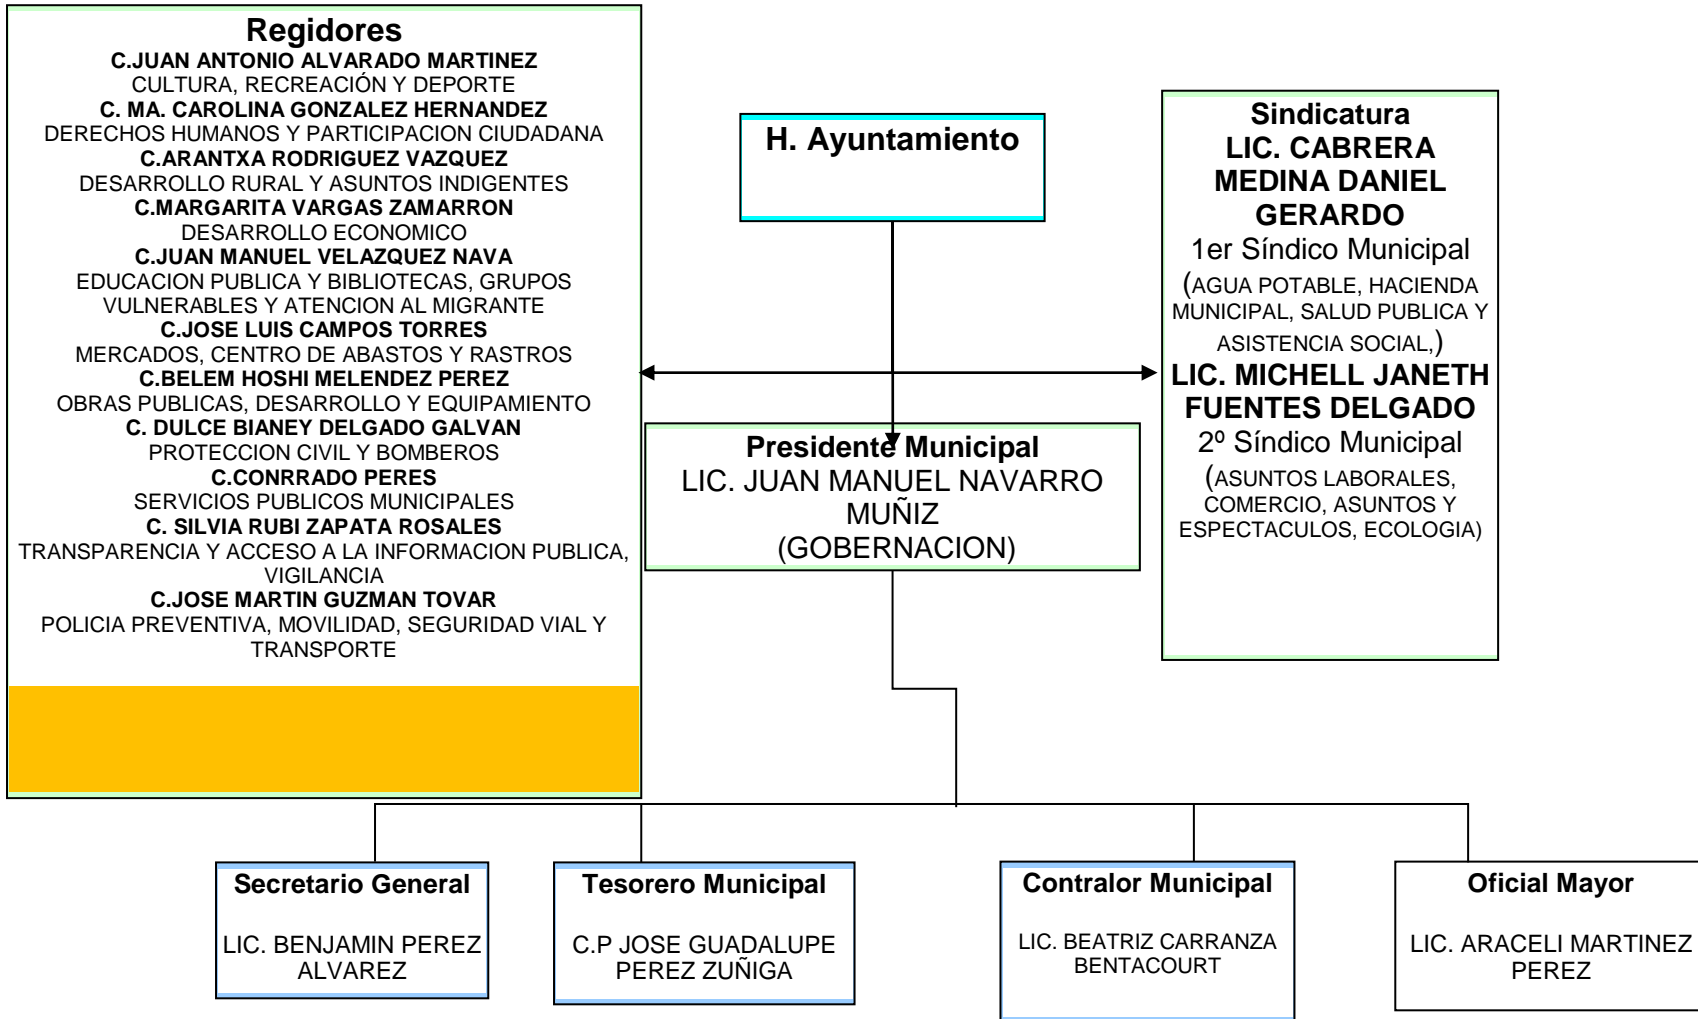 Regidores
C.JUAN ANTONIO ALVARADO MARTINEZ
CULTURA, RECREACIÓN Y DEPORTE
C. MA. CAROLINA GONZALEZ HERNANDEZ
DERECHOS HUMANOS Y PARTICIPACION CIUDADANA
C.ARANTXA RODRIGUEZ VAZQUEZ
DESARROLLO RURAL Y ASUNTOS INDIGENTES
C.MARGARITA VARGAS ZAMARRON
DESARROLLO ECONOMICO
C.JUAN MANUEL VELAZQUEZ NAVA
EDUCACION PUBLICA Y BIBLIOTECAS, GRUPOS
VULNERABLES Y ATENCION AL MIGRANTE
C.JOSE LUIS CAMPOS TORRES
MERCADOS, CENTRO DE ABASTOS Y RASTROS
C.BELEM HOSHI MELENDEZ PEREZ
OBRAS PUBLICAS, DESARROLLO Y EQUIPAMIENTO
C. DULCE BIANEY DELGADO GALVAN
PROTECCION CIVIL Y BOMBEROS
C.CONRRADO PERES
SERVICIOS PUBLICOS MUNICIPALES
C. SILVIA RUBI ZAPATA ROSALES
TRANSPARENCIA Y ACCESO A LA INFORMACION PUBLICA,
VIGILANCIA
C.JOSE MARTIN GUZMAN TOVAR
POLICIA PREVENTIVA, MOVILIDAD, SEGURIDAD VIAL Y
TRANSPORTE
H. Ayuntamiento
Sindicatura
LIC. CABRERA
MEDINA DANIEL
GERARDO
1er Síndico Municipal
(AGUA POTABLE, HACIENDA
MUNICIPAL, SALUD PUBLICA Y
ASISTENCIA SOCIAL,)
LIC. MICHELL JANETH
FUENTES DELGADO
2º Síndico Municipal
(ASUNTOS LABORALES,
COMERCIO, ASUNTOS Y
ESPECTACULOS, ECOLOGIA)
Presidente Municipal
LIC. JUAN MANUEL NAVARRO
MUÑIZ
(GOBERNACION)
Secretario General
LIC. BENJAMIN PEREZ
ALVAREZ
Tesorero Municipal
C.P JOSE GUADALUPE
PEREZ ZUÑIGA
Contralor Municipal
LIC. BEATRIZ CARRANZA
BENTACOURT
Oficial Mayor
LIC. ARACELI MARTINEZ
PEREZ